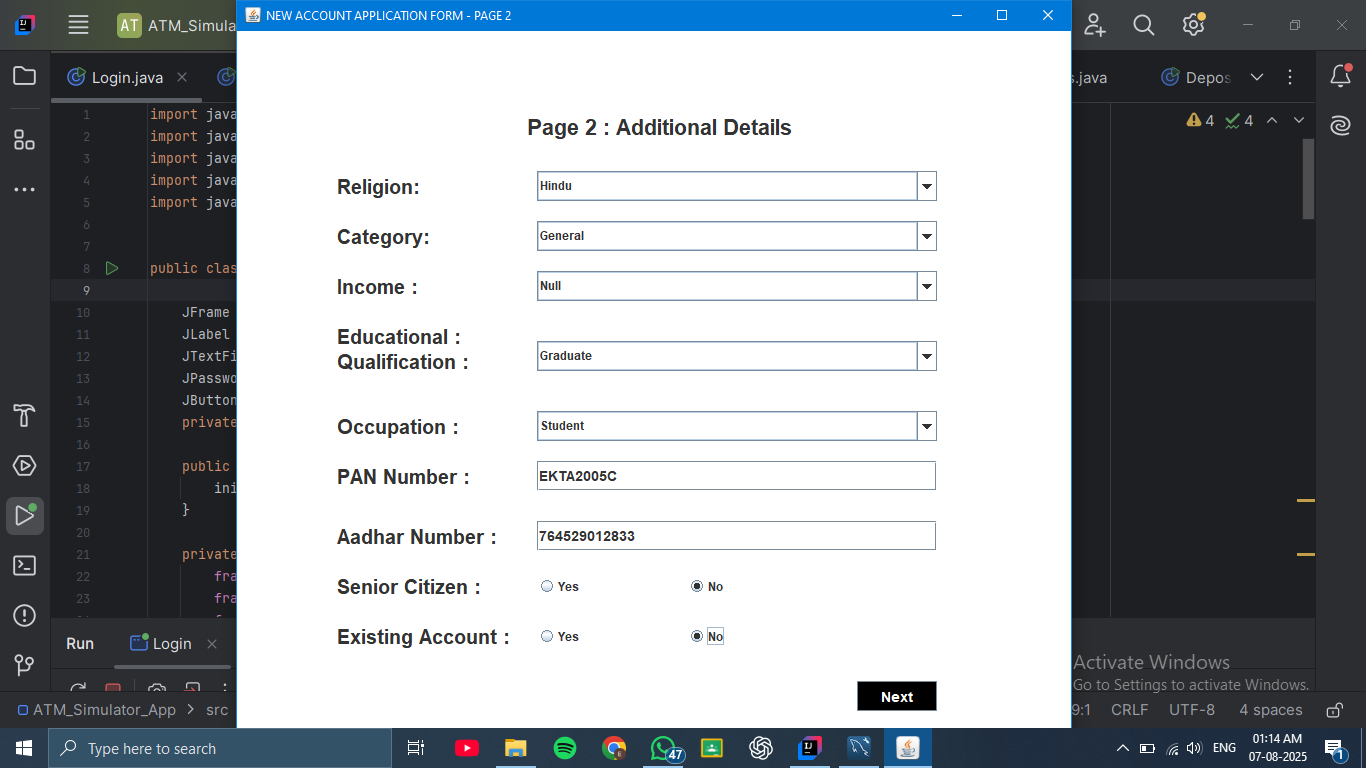 NEW ACCOUNT APPLICATION FORM - PAGE 2
AT ATM_Simula
Login.java
s.java
Depos
1 import java
2 import java
3 import java
4 import java
5 import java
6
7
8 public clas
9
10 JFrame
11 JLabel
12 JTextFi
13 JPasswo
14 JButton
15 private
16
17 public
18 ini
19 }
20
21 private
22 fra
23 fra
4 4
Page 2 : Additional Details
Religion: Hindu
Category: General
Income : Null
Educational :
Qualification : Graduate
Occupation : Student
PAN Number : EKTA2005C
Aadhar Number : 764529012833
Senior Citizen : Yes No
Existing Account : Yes No
Next
Run Login
Activate Windows
Go to Settings to activate Windows.
ATM_Simulator_App > src
9:1 CRLF UTF-8 4 spaces
Type here to search
47
ENG
01:14 AM
07-08-2025
1